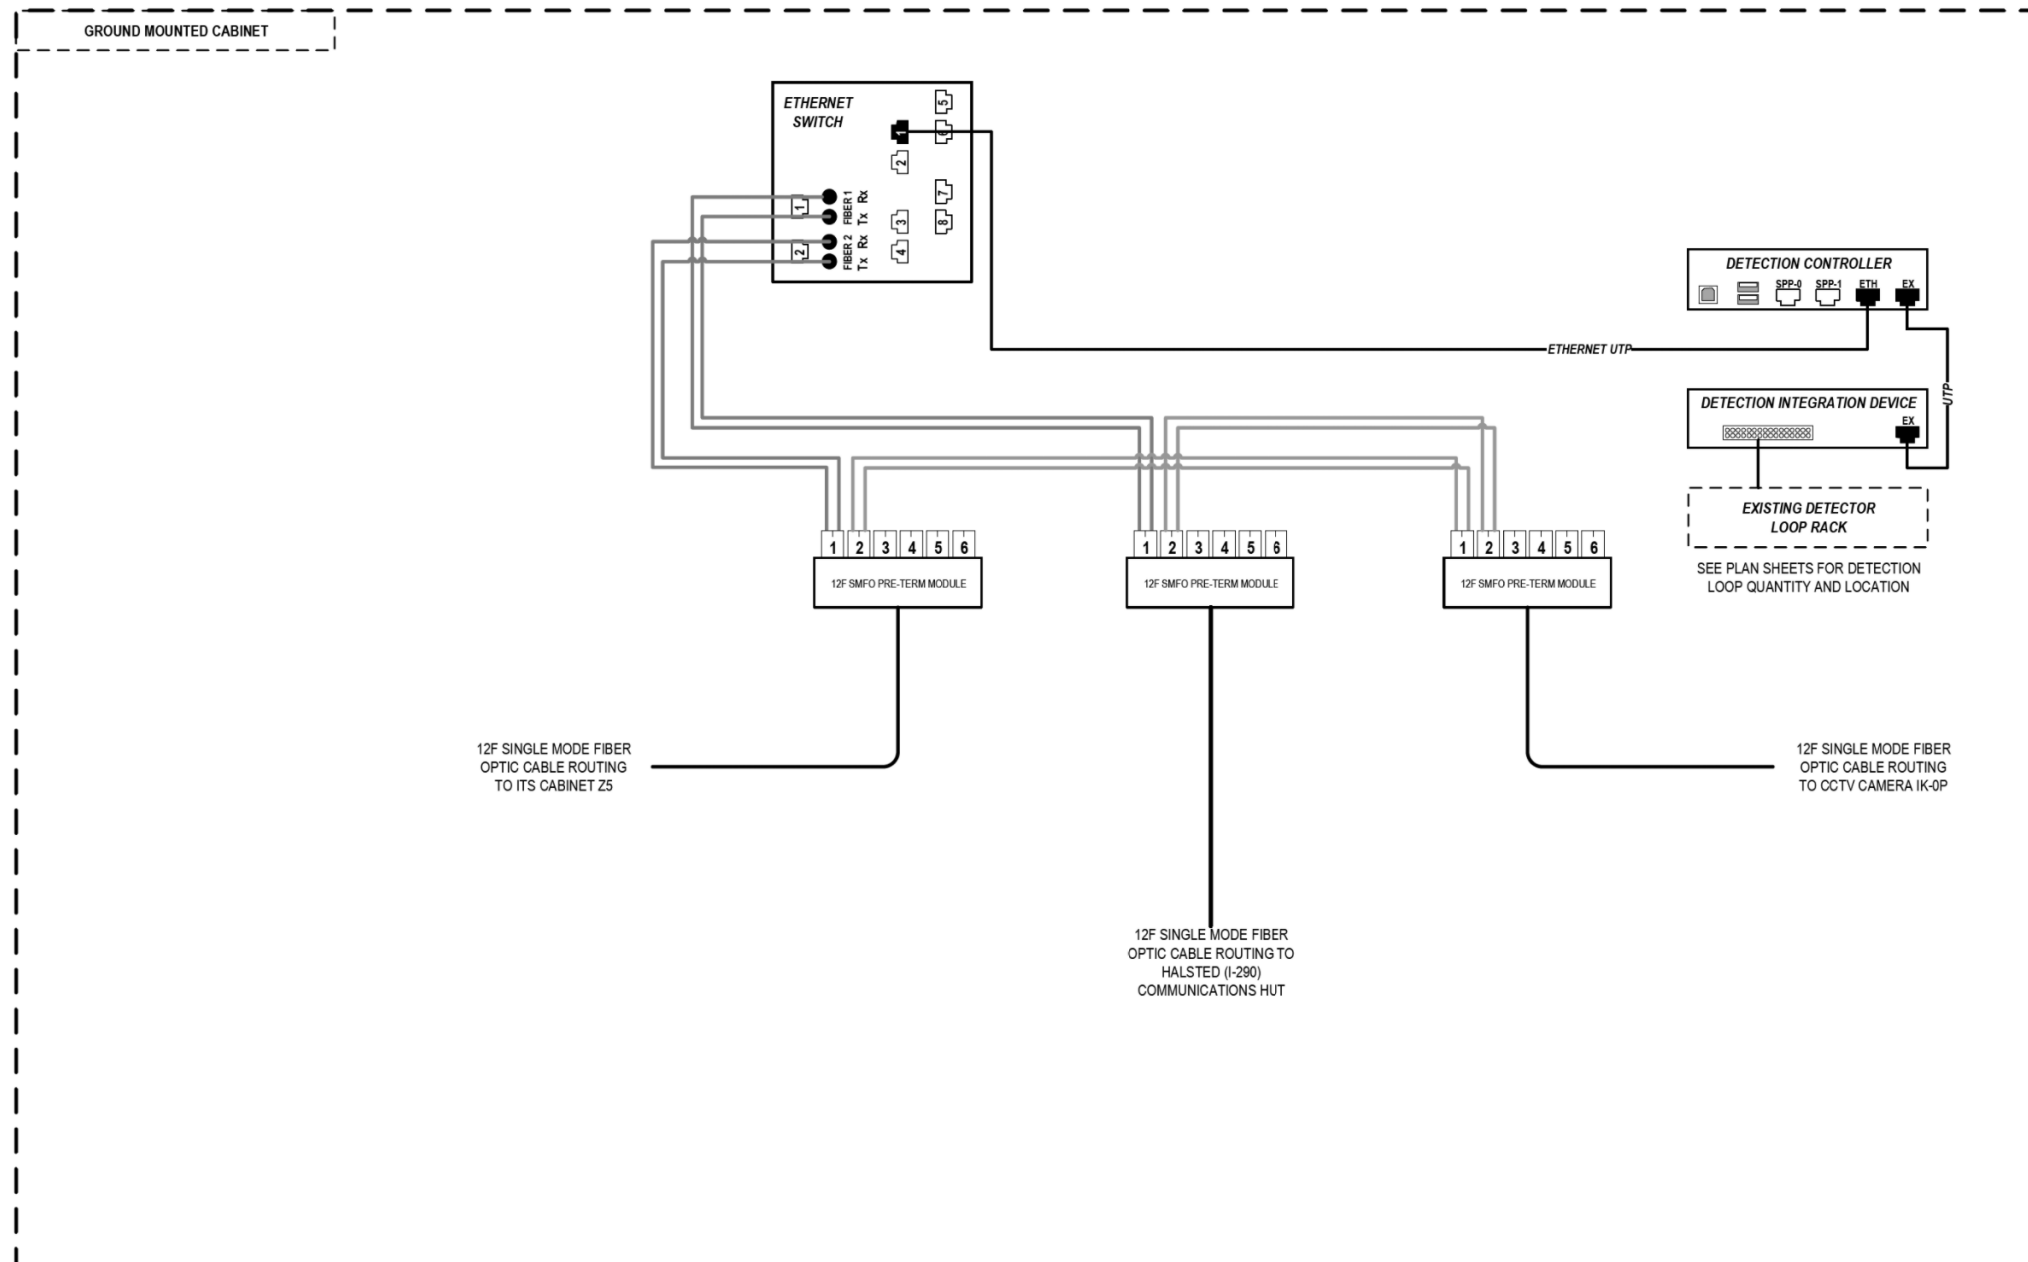 GROUND MOUNTED CABINET
ETHERNET
SWITCH
5
1
6
2
7
3
8
4
1
FIBER 1
Rx
Tx
2
FIBER 2
Rx
Tx
DETECTION CONTROLLER
SPP-0 SPP-1 ETH EX
ETHERNET UTP
UTP
DETECTION INTEGRATION DEVICE
EX
EXISTING DETECTOR
LOOP RACK
SEE PLAN SHEETS FOR DETECTION
LOOP QUANTITY AND LOCATION
1 2 3 4 5 6
12F SMFO PRE-TERM MODULE
1 2 3 4 5 6
12F SMFO PRE-TERM MODULE
1 2 3 4 5 6
12F SMFO PRE-TERM MODULE
12F SINGLE MODE FIBER
OPTIC CABLE ROUTING
TO ITS CABINET Z5
12F SINGLE MODE FIBER
OPTIC CABLE ROUTING
TO CCTV CAMERA IK-0P
12F SINGLE MODE FIBER
OPTIC CABLE ROUTING TO
HALSTED (I-290)
COMMUNICATIONS HUT